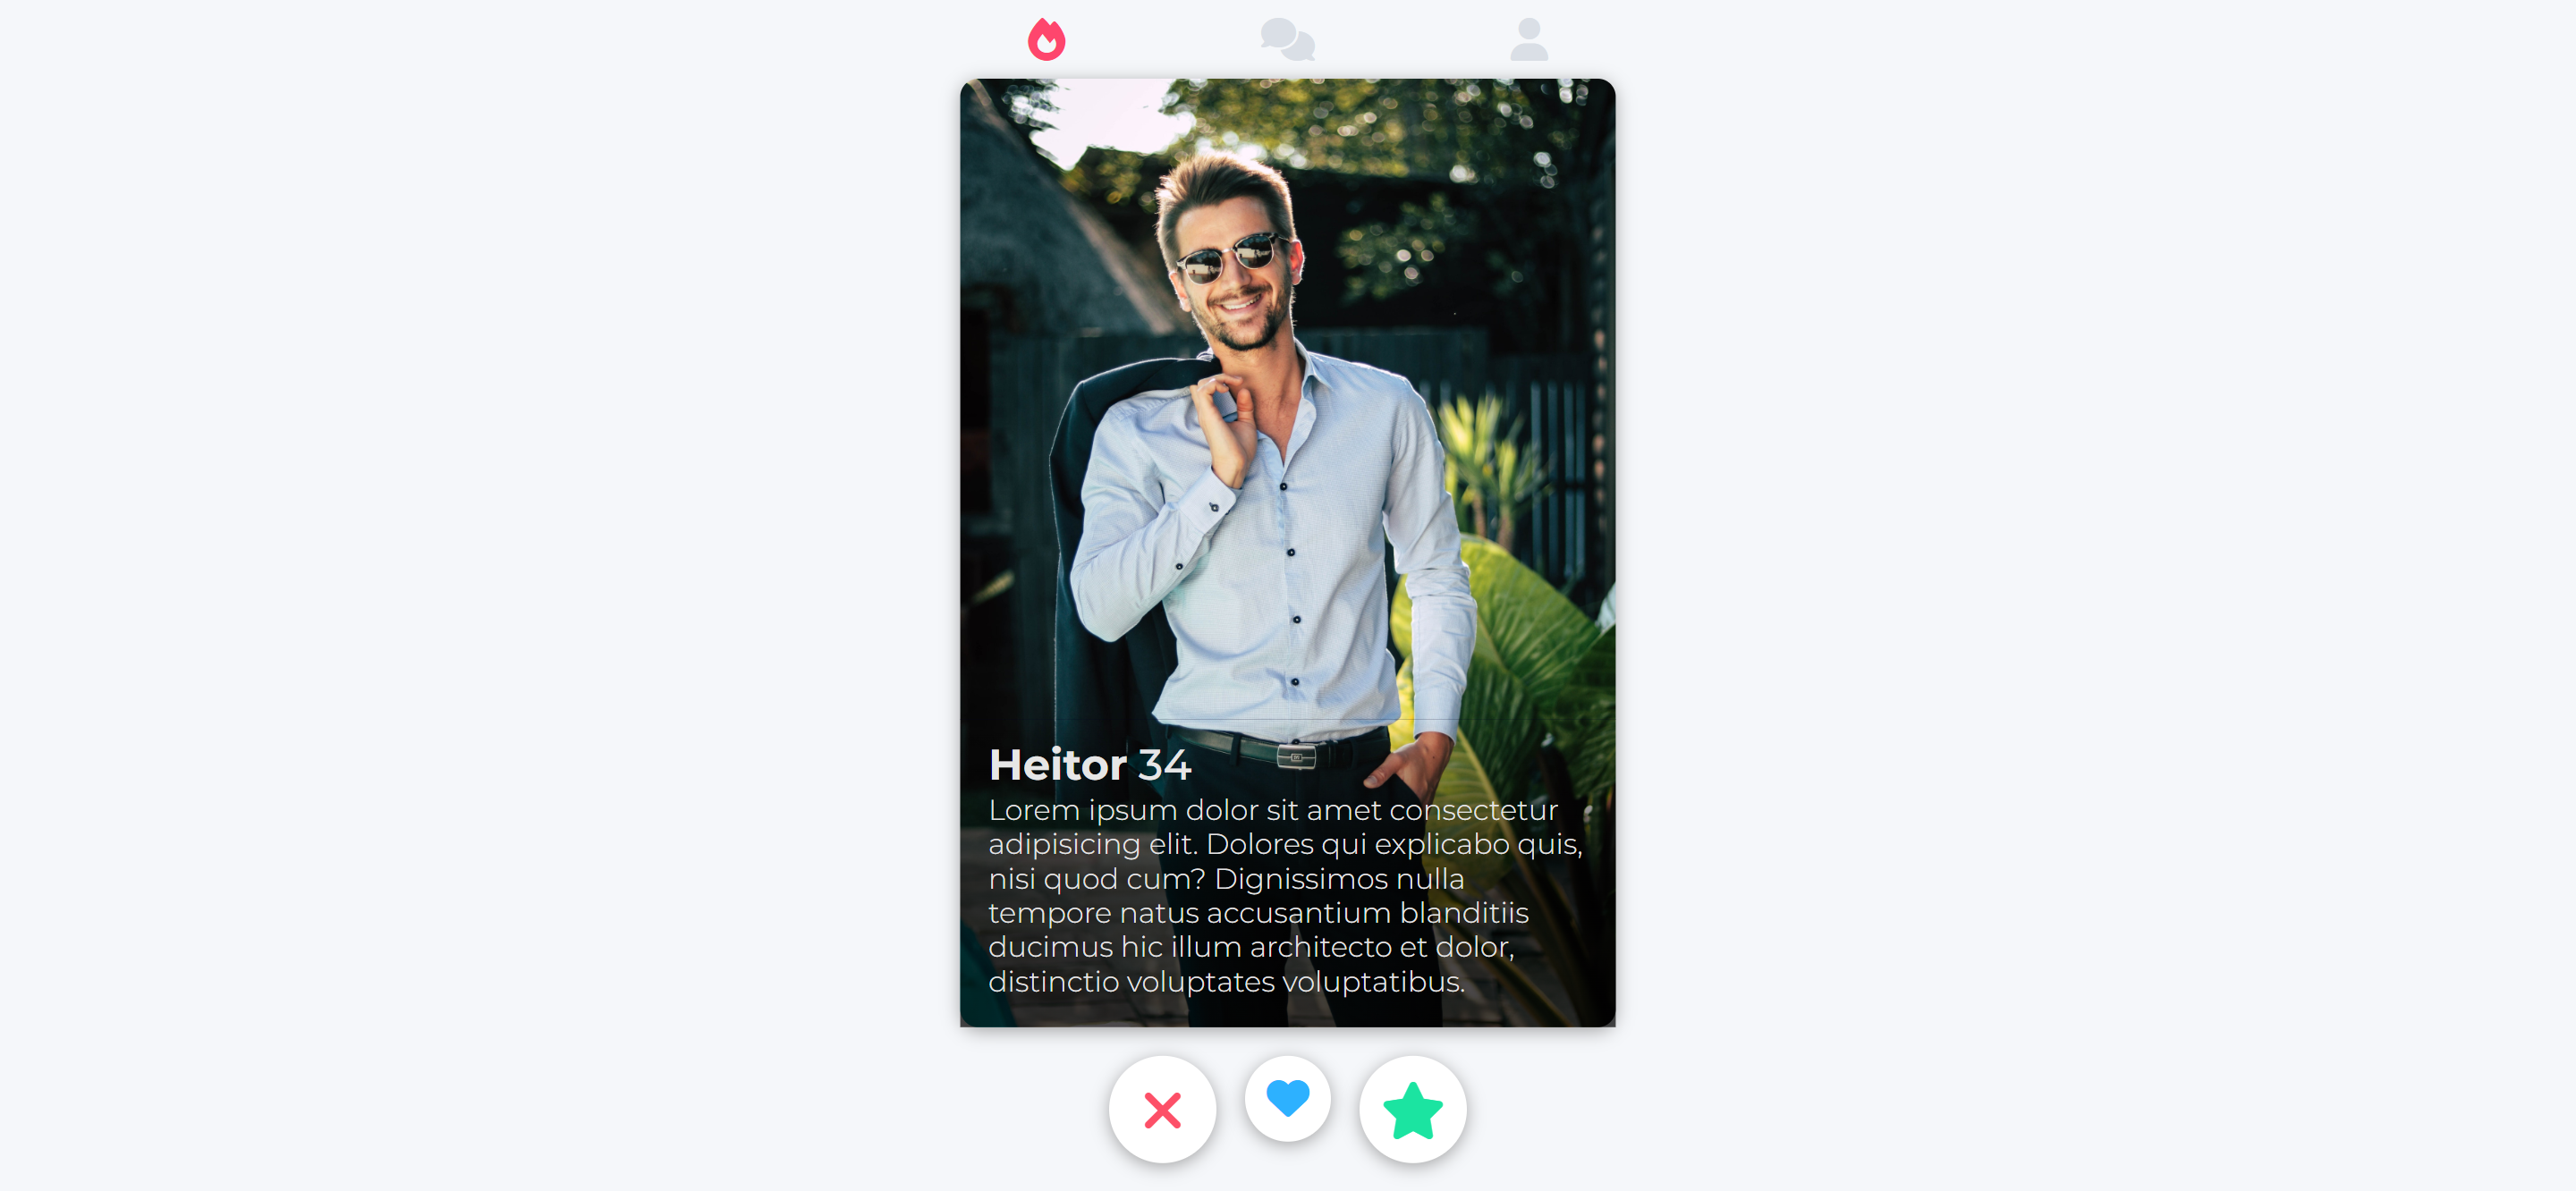 Heitor 34
Lorem ipsum dolor sit amet consectetur
adipisicing elit. Dolores qui explicabo quis,
nisi quod cum? Dignissimos nulla
tempore natus accusantium blanditiis
ducimus hic illum architecto et dolor,
distinctio voluptates voluptatibus.